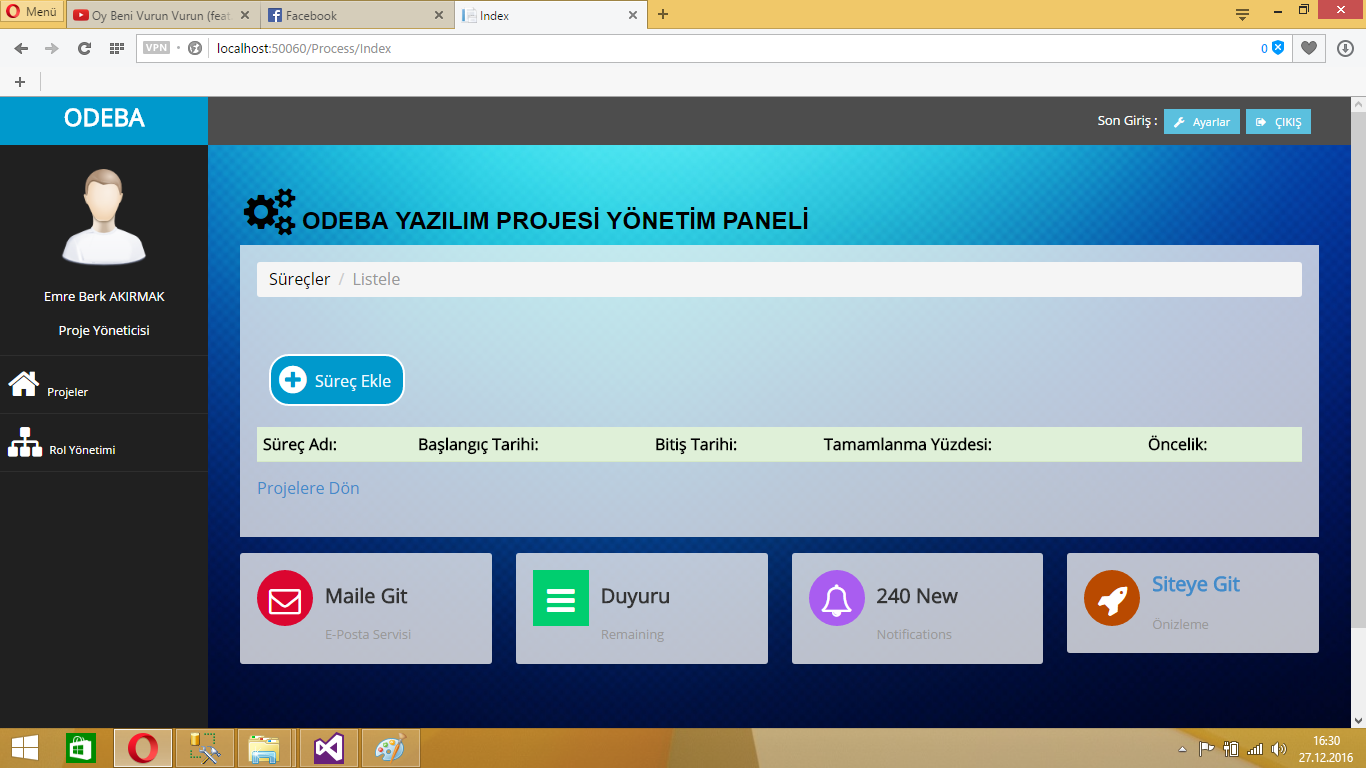 Menü
Oy Beni Vurun Vurun (feat
Facebook
Index
VPN
localhost:50060/Process/Index
0
ODEBA
Son Giriş :
Ayarlar
ÇIKIŞ
Emre Berk AKIRMAK
Proje Yöneticisi
Projeler
Rol Yönetimi
ODEBA YAZILIM PROJESİ YÖNETİM PANELİ
Süreçler / Listele
Süreç Ekle
Süreç Adı: Başlangıç Tarihi: Bitiş Tarihi: Tamamlanma Yüzdesi: Öncelik:
Projelere Dön
Maile Git
E-Posta Servisi
Duyuru
Remaining
240 New
Notifications
Siteye Git
Önizleme
16:30
27.12.2016